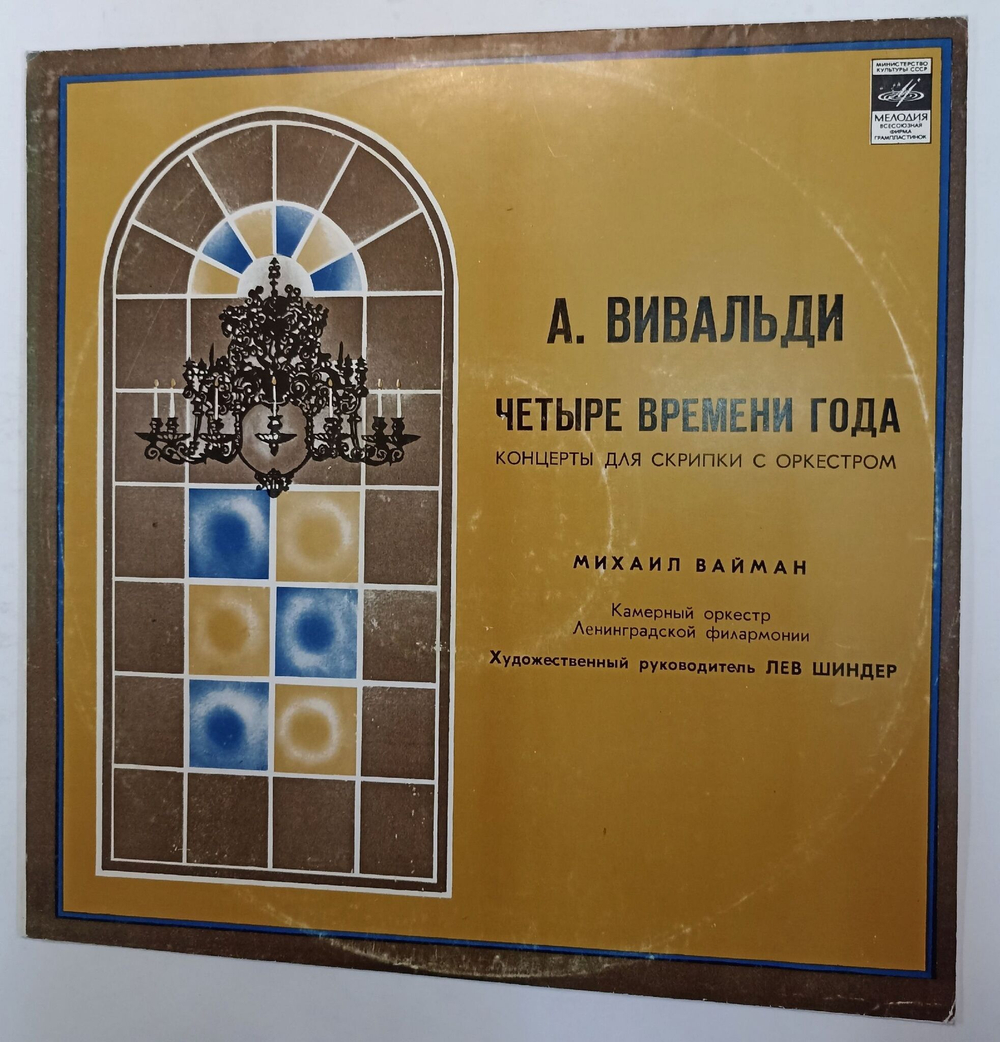 МИНИСТЕРСТВО
КУЛЬТУРЫ СССР
МЕЛОДИЯ
ВСЕСОЮЗНАЯ
ФИРМА
ГРАМПЛАСТИНОК
А. ВИВАЛЬДИ
ЧЕТЫРЕ ВРЕМЕНИ ГОДА
КОНЦЕРТЫ ДЛЯ СКРИПКИ С ОРКЕСТРОМ
МИХАИЛ ВАЙМАН
Камерный оркестр
Ленинградской филармонии
Художественный руководитель ЛЕВ ШИНДЕР